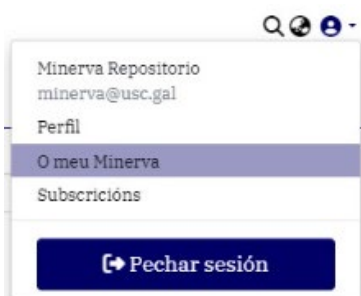 Minerva Repositorio
minerva@usc.gal
Perfil
O meu Minerva
Subscricións
Pechar sesión